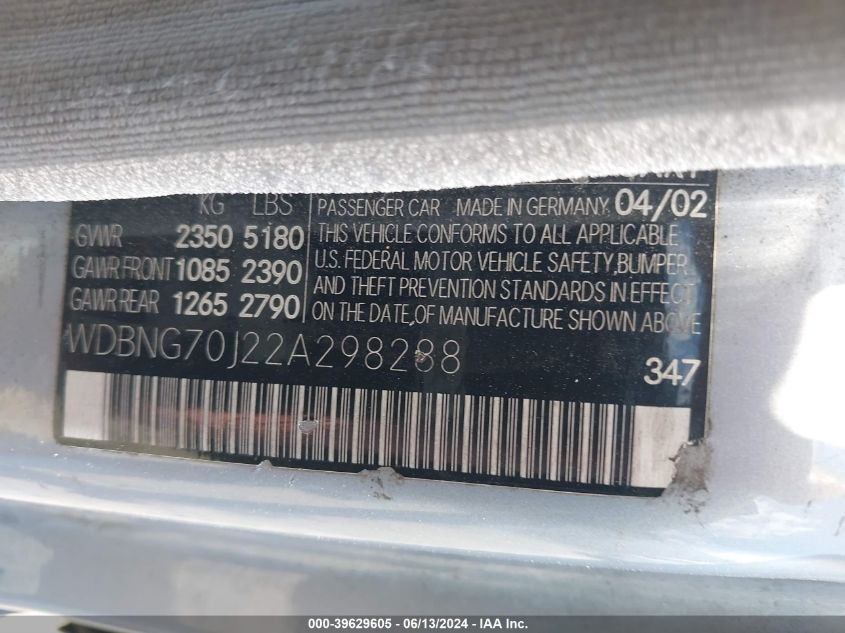 KG LBS
GVWR 2350 5180
GAWR FRONT 1085 2390
GAWR REAR 1265 2790
PASSENGER CAR MADE IN GERMANY 04/02
THIS VEHICLE CONFORMS TO ALL APPLICABLE
U.S. FEDERAL MOTOR VEHICLE SAFETY, BUMPER
AND THEFT PREVENTION STANDARDS IN EFFECT
ON THE DATE, OF MANUFACTURE SHOWN ABOVE.
WDBNG70J22A298288
347
000-39629605 - 06/13/2024 - IAA Inc.